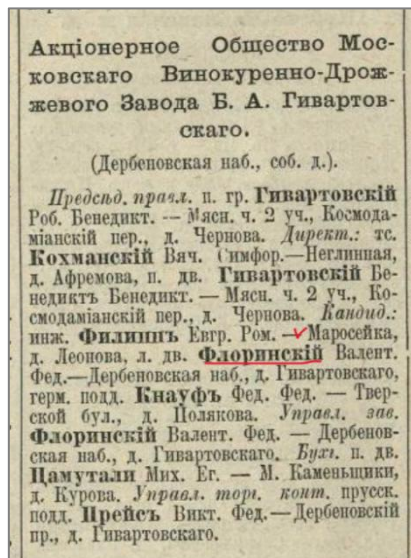 Акціонерное Общество Мос-
ковскаго Винокуренно-Дрож-
жевого Завода Б. А. Гивартов-
скаго.
(Дербеновская наб., соб. д.).
Предсѣд. правл. п. гр. Гивартовскій
Роб. Бенедикт. — Мясн. ч. 2 уч., Космода-
міанскій пер., д. Чернова. Директ.: тс.
Кохманскій Вяч. Симфор.—Неглинная,
д. Афремова, п. дв. Гивартовскій Бе-
недиктъ Бенедикт. — Мясн. ч. 2 уч., Ко-
смодаміанскій пер., д. Чернова. Кандид.:
инж. Филиппъ Евгр. Ром. — Маросейка,
д. Леонова, л. дв. Флоринскій Валент.
Фед.—Дербеновская наб., д. Гивартовскаго,
герм. подд. Кнауфъ Фед. Фед. — Твер-
ской бул., д. Полякова. Управл. зав.
Флоринскій Валент. Фед. — Дербенов-
ская наб., д. Гивартовскаго. Бухг. п. дв.
Цамутали Мих. Ег. — М. Каменьщики,
д. Курова. Управл. торг. конт. прусск.
подд. Прейсъ Викт. Фед.—Дербеновскій
пр., д. Гивартовскаго.